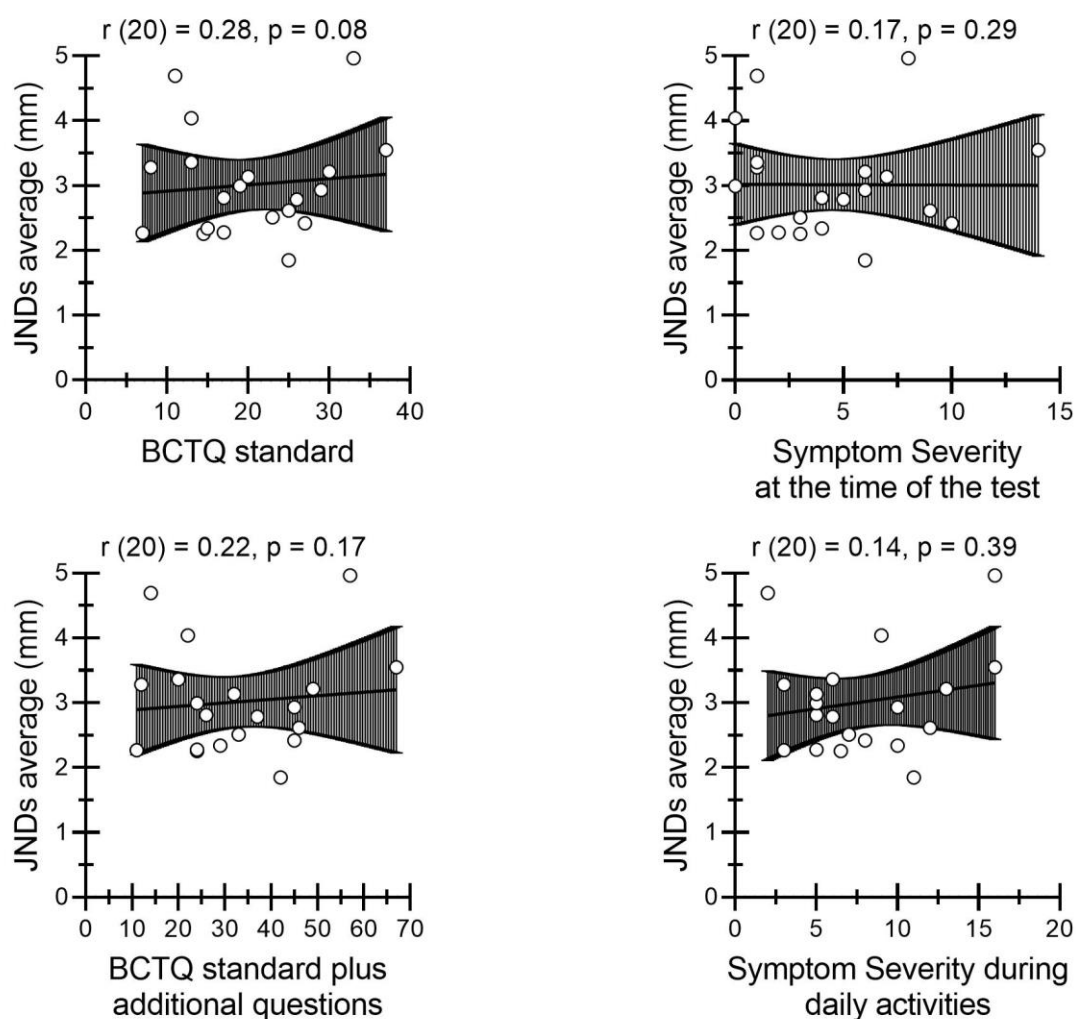 r (20) = 0.28, p = 0.08
JNDs average (mm)
5
4
3
2
1
0
0 10 20 30 40
BCTQ standard
r (20) = 0.17, p = 0.29
JNDs average (mm)
5
4
3
2
1
0
0 5 10 15
Symptom Severity
at the time of the test
r (20) = 0.22, p = 0.17
JNDs average (mm)
5
4
3
2
1
0
0 10 20 30 40 50 60 70
BCTQ standard plus
additional questions
r (20) = 0.14, p = 0.39
JNDs average (mm)
5
4
3
2
1
0
0 5 10 15 20
Symptom Severity during
daily activities